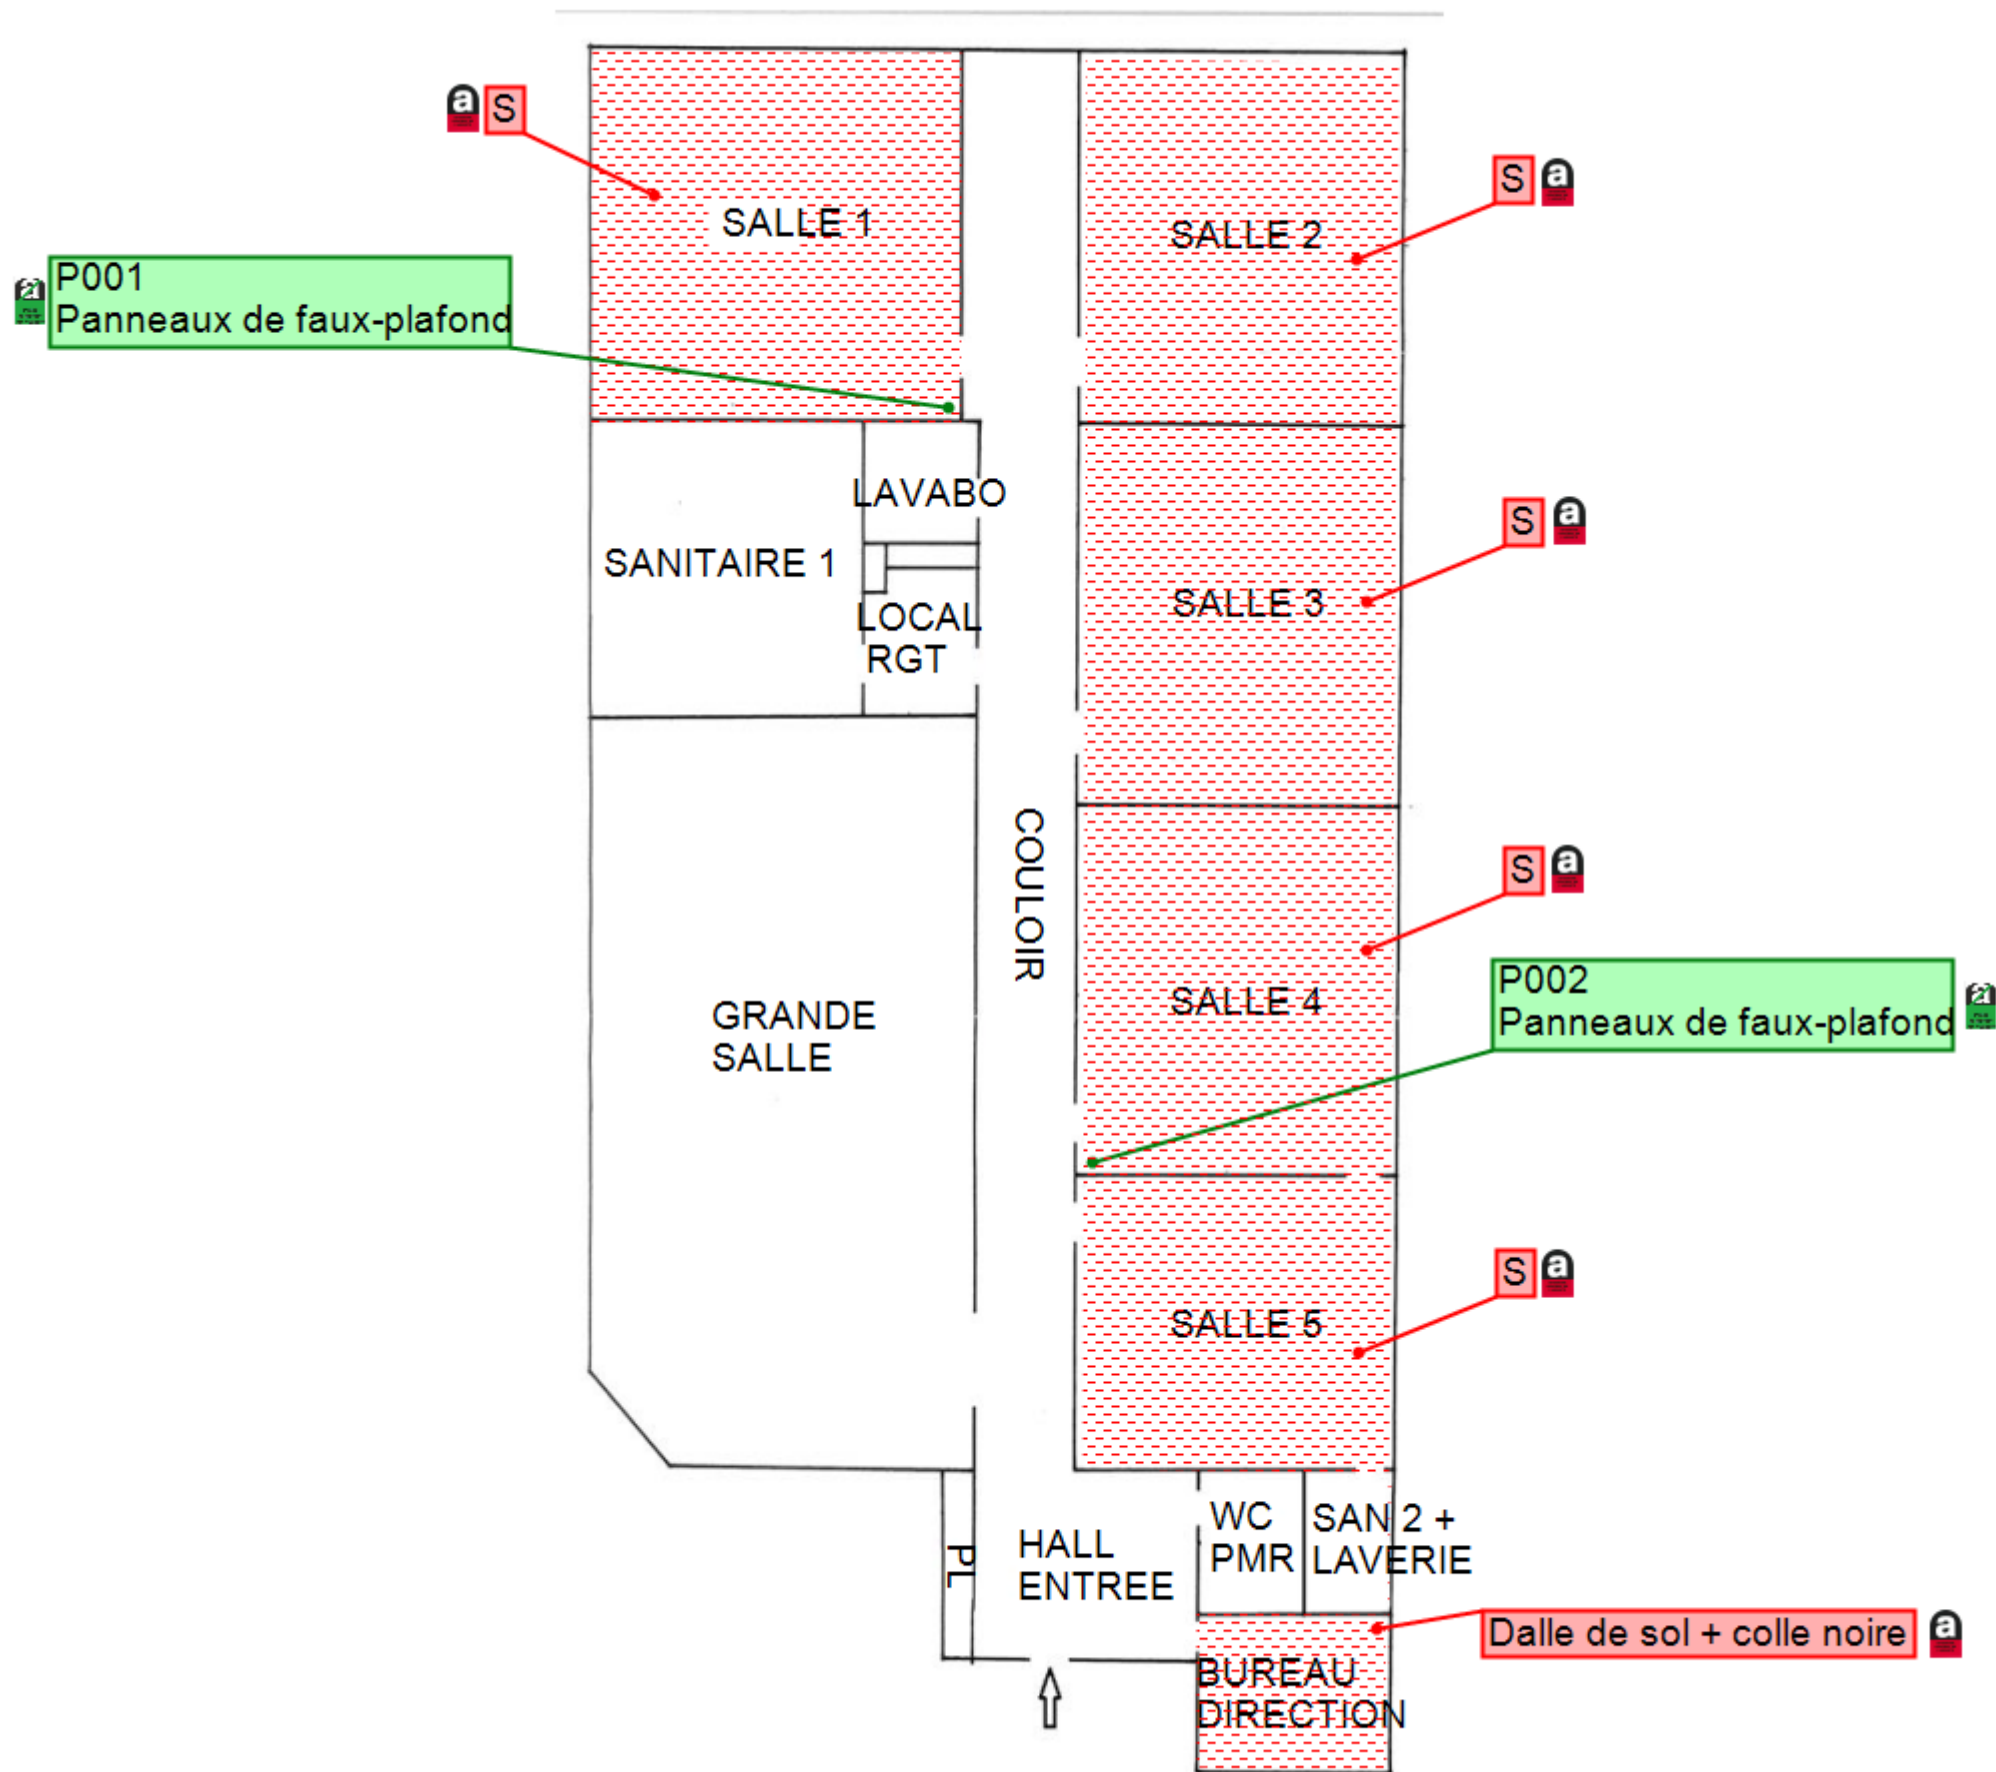 a S
S a
SALLE 1
SALLE 2
P001
Panneaux de faux-plafond
LAVABO
S a
SANITAIRE 1
SALLE 3
LOCAL
RGT
COULOIR
S a
P002
Panneaux de faux-plafond
SALLE 4
GRANDE
SALLE
S a
SALLE 5
WC
PMR
SAN 2 +
LAVERIE
HALL
ENTREE
PL
Dalle de sol + colle noire a
BUREAU
DIRECTION